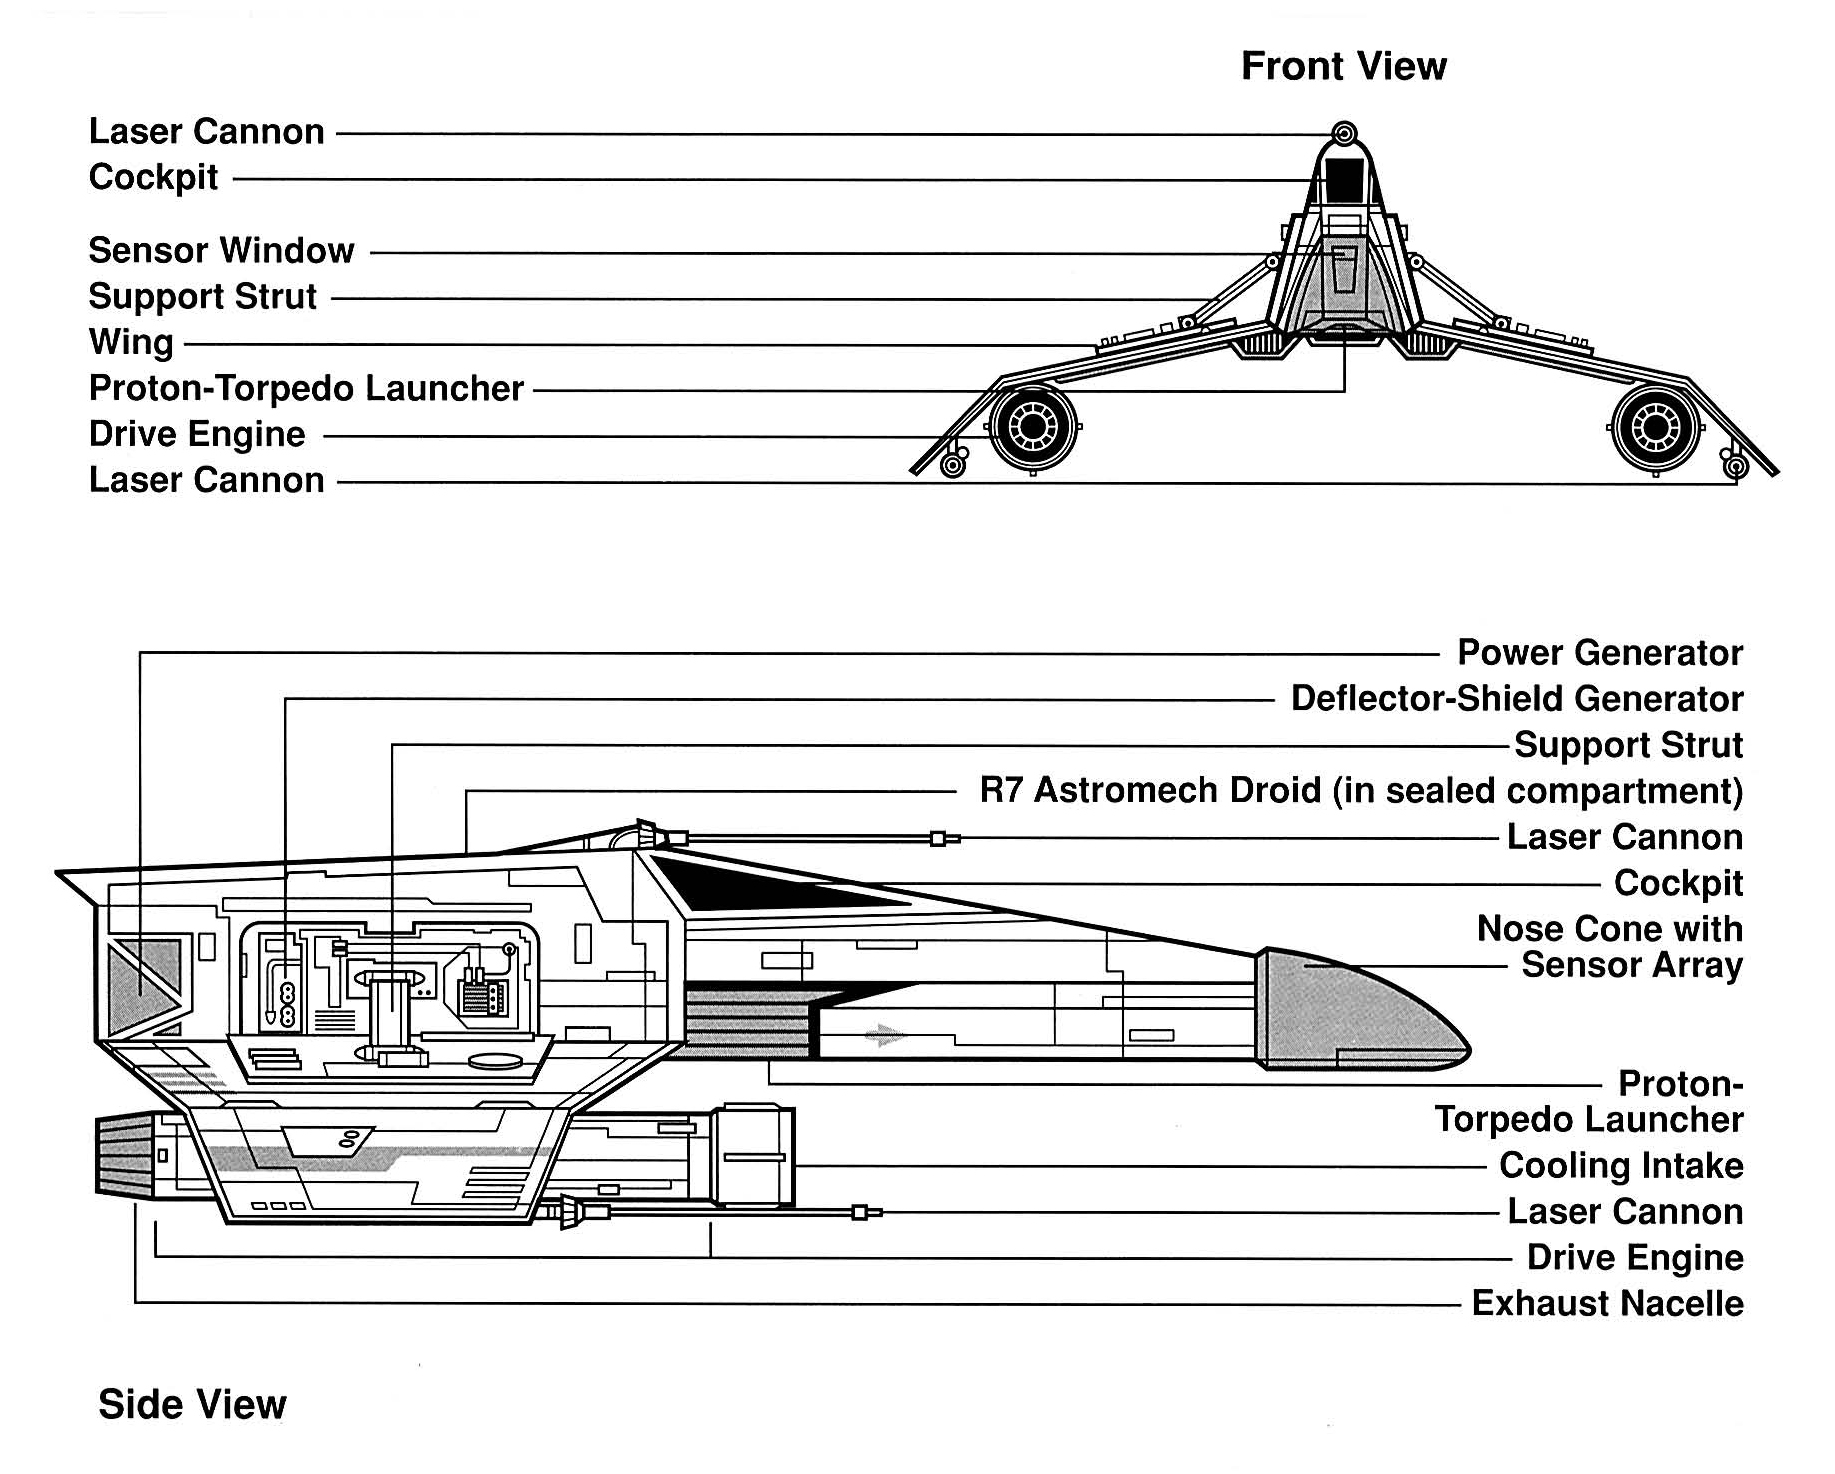 Front View
Laser Cannon
Cockpit
Sensor Window
Support Strut
Wing
Proton-Torpedo Launcher
Drive Engine
Laser Cannon
Power Generator
Deflector-Shield Generator
Support Strut
R7 Astromech Droid (in sealed compartment)
Laser Cannon
Cockpit
Nose Cone with
Sensor Array
Proton-
Torpedo Launcher
Cooling Intake
Laser Cannon
Drive Engine
Exhaust Nacelle
Side View